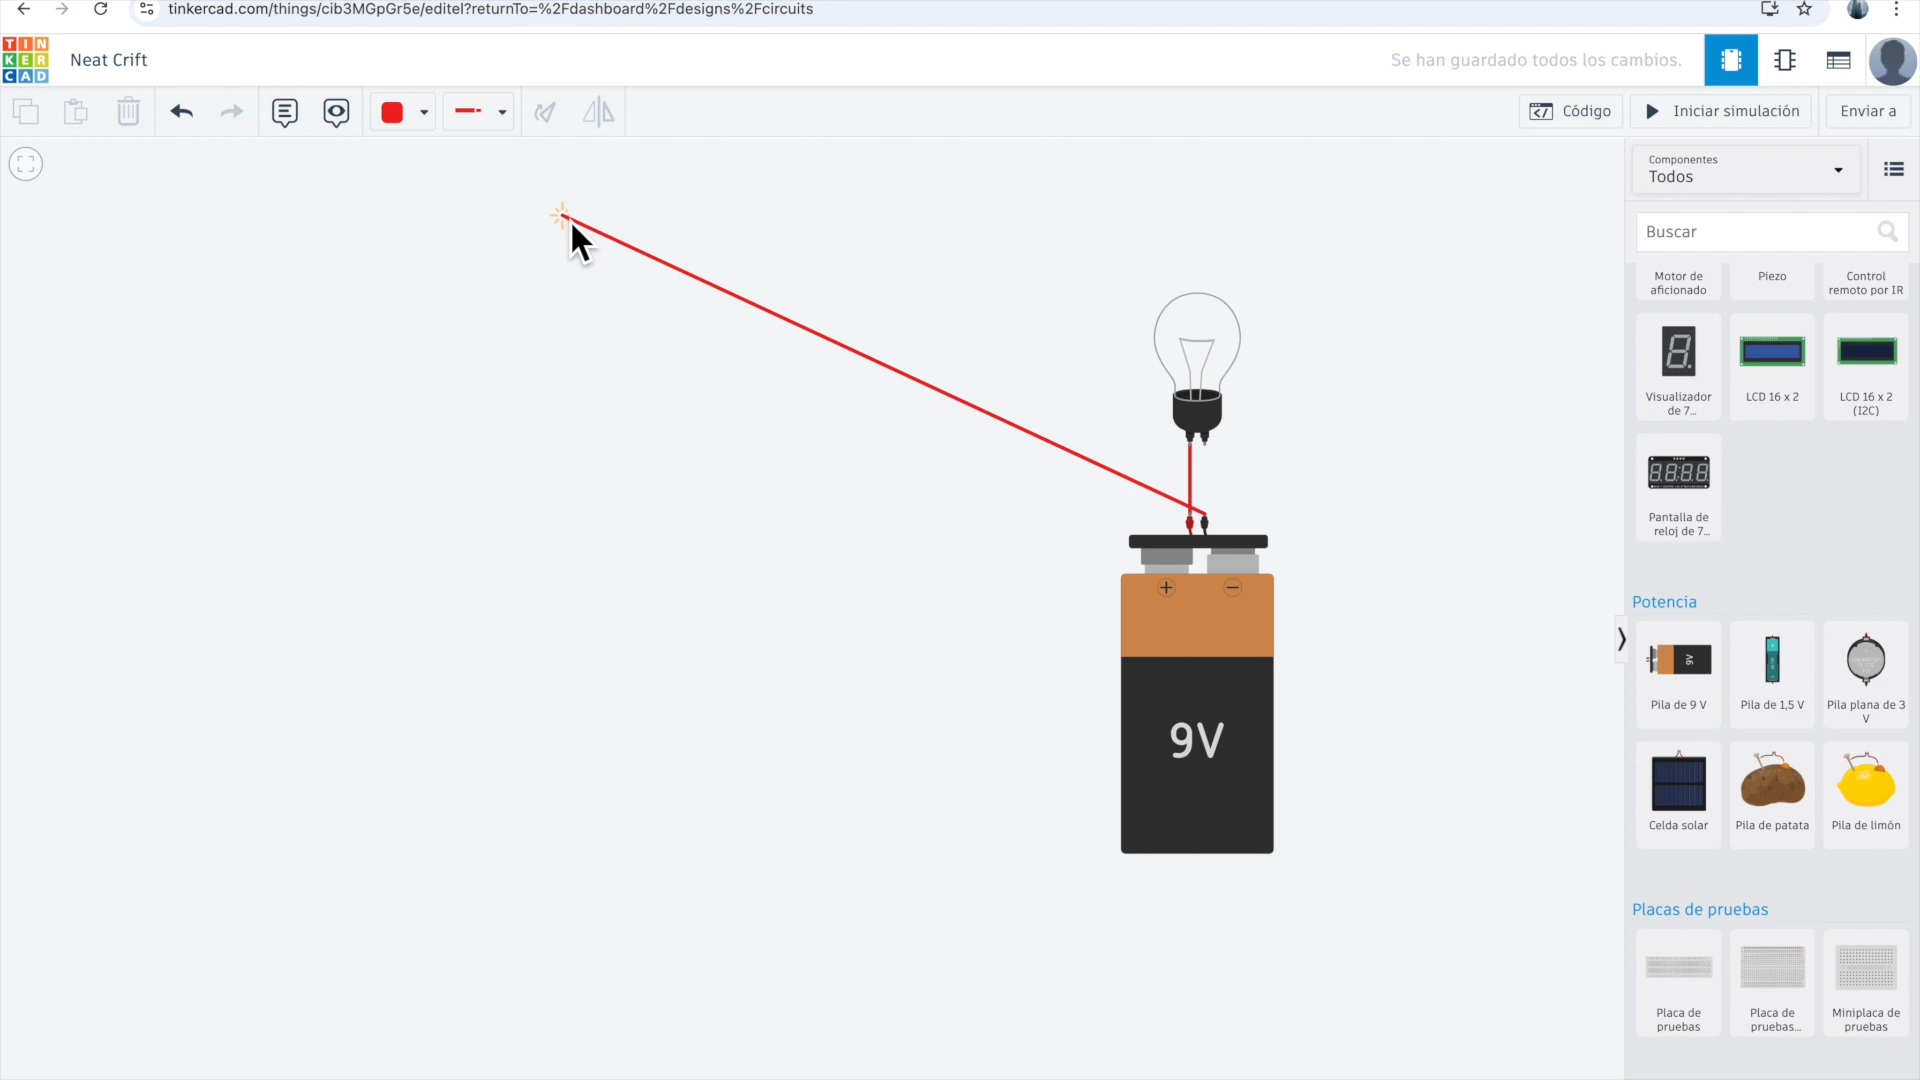 tinkercad.com/things/cib3MGpGr5e/editel?returnTo=%2Fdashboard%2Fdesigns%2Fcircuits
TIN
KER
CAD
Neat Crift
Se han guardado todos los cambios.
Código
Iniciar simulación
Enviar a
Componentes
Todos
Buscar
Motor de
aficionado
Piezo
Control
remoto por IR
Visualizador
de 7...
LCD 16 x 2
LCD 16 x 2
(I2C)
Pantalla de
reloj de 7...
Potencia
9V
Pila de 9 V
Pila de 1,5 V
Pila plana de 3
V
Celda solar
Pila de patata
Pila de limón
Placas de pruebas
Placa de
pruebas
Placa de
pruebas...
Miniplaca de
pruebas
+ −
9V